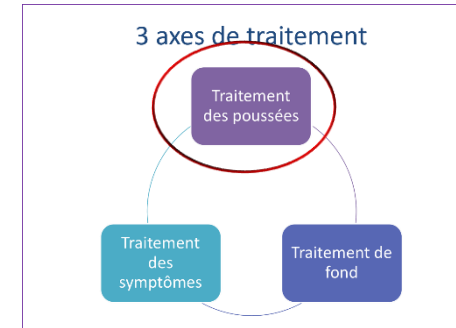 3 axes de traitement
Traitement
des poussées
Traitement
des
symptômes
Traitement de
fond